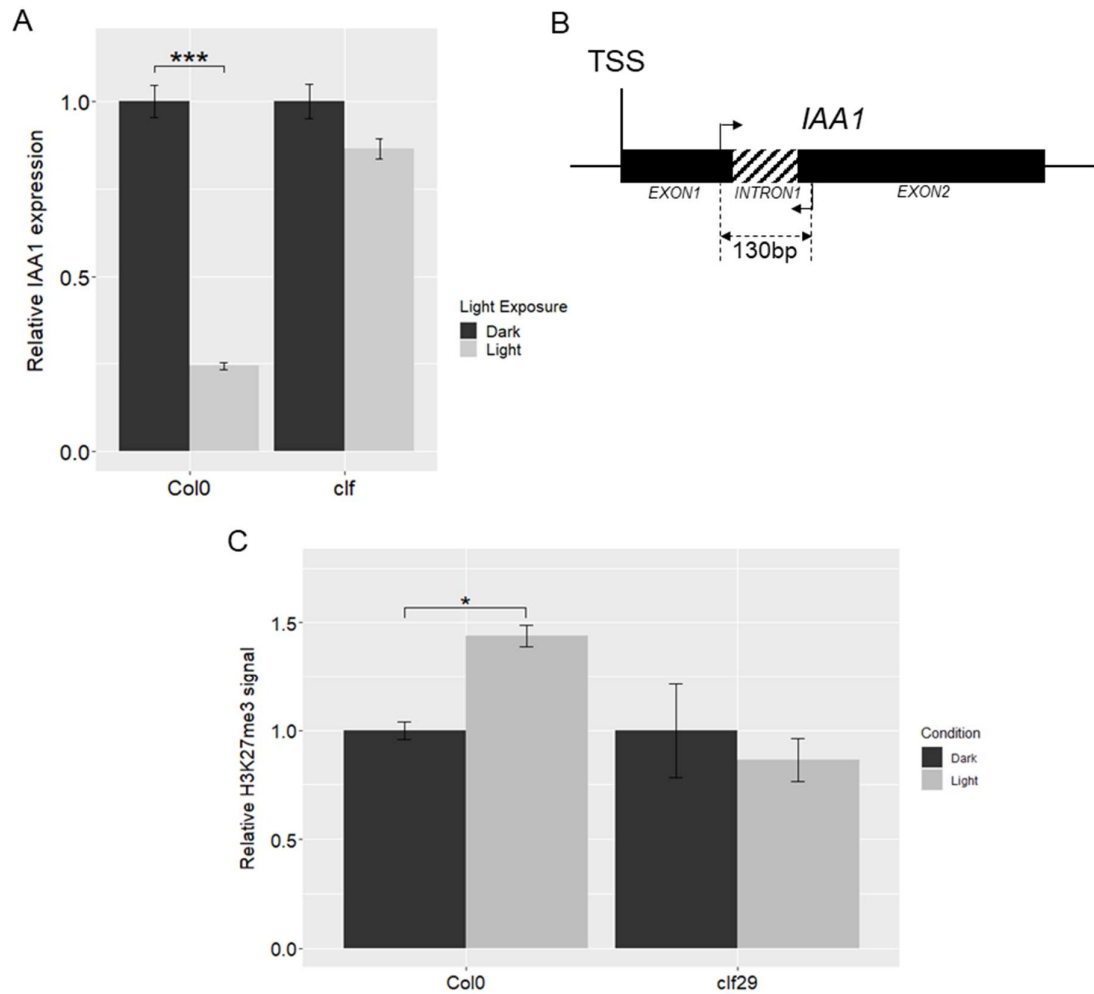 A
Relative IAA1 expression
1.0
0.5
0.0
***
Col0
clf
Light Exposure
Dark
Light
B
TSS
IAA1
EXON1
INTRON1
EXON2
130bp
C
Relative H3K27me3 signal
1.5
1.0
0.5
0.0
*
Col0
clf29
Condition
Dark
Light